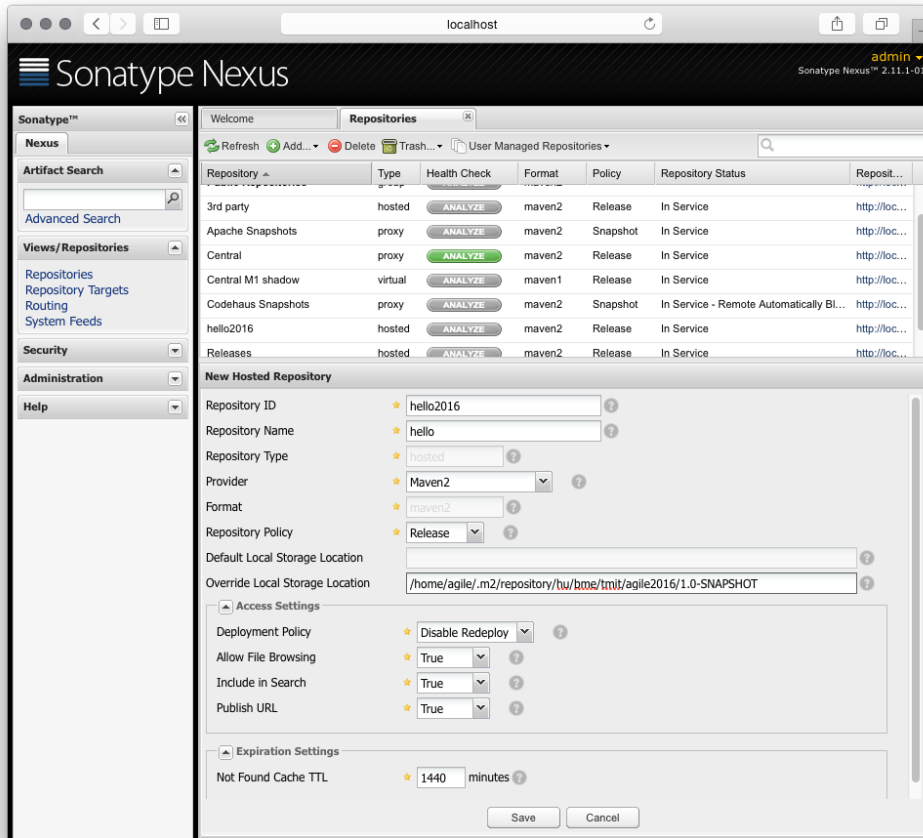 localhost
Sonatype Nexus
admin
Sonatype Nexus™ 2.11.1-01
Sonatype™
Nexus
Artifact Search
Advanced Search
Views/Repositories
Repositories
Repository Targets
Routing
System Feeds
Security
Administration
Help
Welcome
Repositories
Refresh Add... Delete Trash... User Managed Repositories
Repository Type Health Check Format Policy Repository Status Reposit...
Public Repositories group ANALYZE maven2
3rd party hosted ANALYZE maven2 Release In Service http://loc...
Apache Snapshots proxy ANALYZE maven2 Snapshot In Service http://loc...
Central proxy ANALYZE maven2 Release In Service http://loc...
Central M1 shadow virtual ANALYZE maven1 Release In Service http://loc...
Codehaus Snapshots proxy ANALYZE maven2 Snapshot In Service - Remote Automatically Bl... http://loc...
hello2016 hosted ANALYZE maven2 Release In Service http://loc...
Releases hosted ANALYZE maven2 Release In Service http://loc...
New Hosted Repository
Repository ID hello2016
Repository Name hello
Repository Type hosted
Provider Maven2
Format maven2
Repository Policy Release
Default Local Storage Location
Override Local Storage Location /home/agile/.m2/repository/hu/bme/tmit/agile2016/1.0-SNAPSHOT
Access Settings
Deployment Policy Disable Redeploy
Allow File Browsing True
Include in Search True
Publish URL True
Expiration Settings
Not Found Cache TTL 1440 minutes
Save Cancel